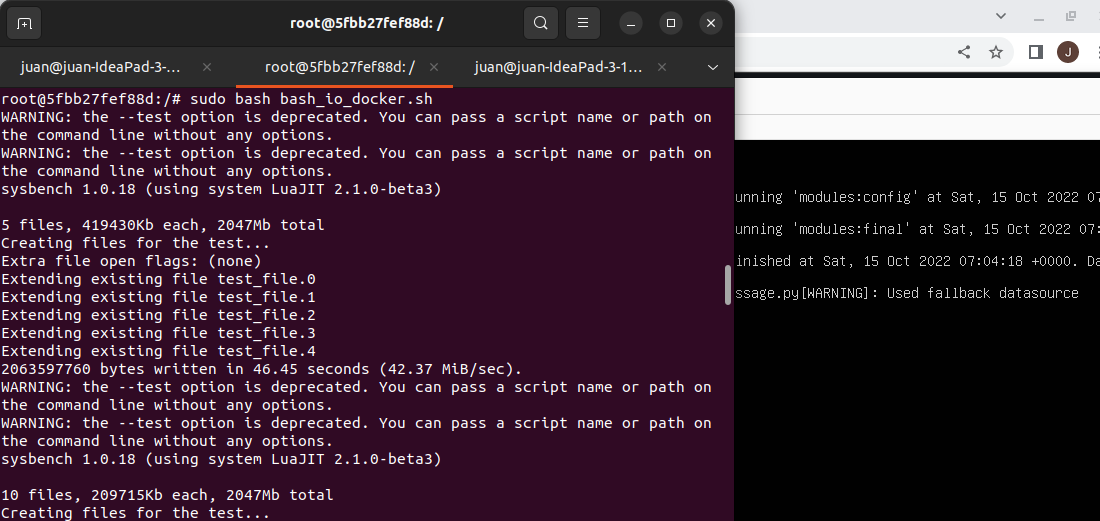 root@5fbb27fef88d: /
juan@juan-IdeaPad-3-...
root@5fbb27fef88d: /
juan@juan-IdeaPad-3-1...
J
root@5fbb27fef88d:/# sudo bash bash_io_docker.sh
WARNING: the --test option is deprecated. You can pass a script name or path on
the command line without any options.
WARNING: the --test option is deprecated. You can pass a script name or path on
the command line without any options.
sysbench 1.0.18 (using system LuaJIT 2.1.0-beta3)
5 files, 419430Kb each, 2047Mb total
Creating files for the test...
Extra file open flags: (none)
Extending existing file test_file.0
Extending existing file test_file.1
Extending existing file test_file.2
Extending existing file test_file.3
Extending existing file test_file.4
2063597760 bytes written in 46.45 seconds (42.37 MiB/sec).
WARNING: the --test option is deprecated. You can pass a script name or path on
the command line without any options.
WARNING: the --test option is deprecated. You can pass a script name or path on
the command line without any options.
sysbench 1.0.18 (using system LuaJIT 2.1.0-beta3)
10 files, 209715Kb each, 2047Mb total
Creating files for the test...
unning 'modules:config' at Sat, 15 Oct 2022 07
unning 'modules:final' at Sat, 15 Oct 2022 07:
inished at Sat, 15 Oct 2022 07:04:18 +0000. Da
ssage.py[WARNING]: Used fallback datasource